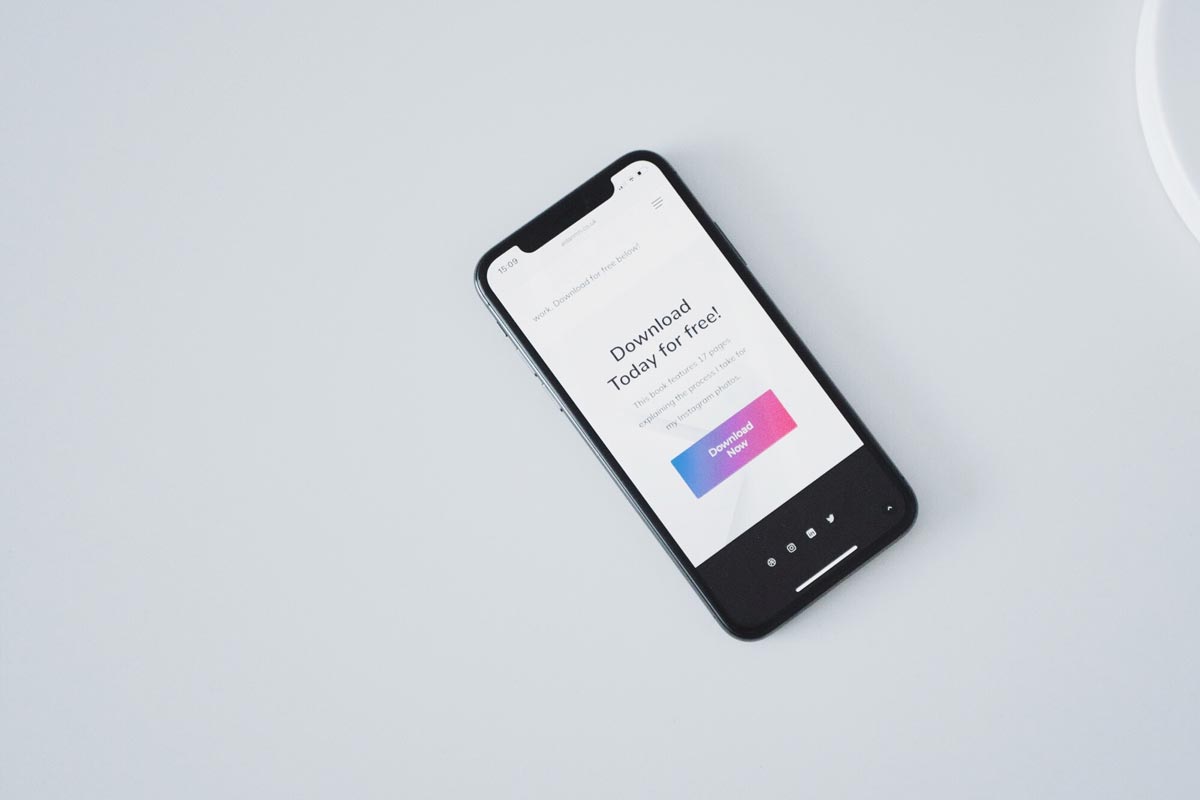 15:09
work. Download for free below!
Download
Today for free!
This book features 17 pages
explaining the process I take for
my Instagram photos.
Download
Now